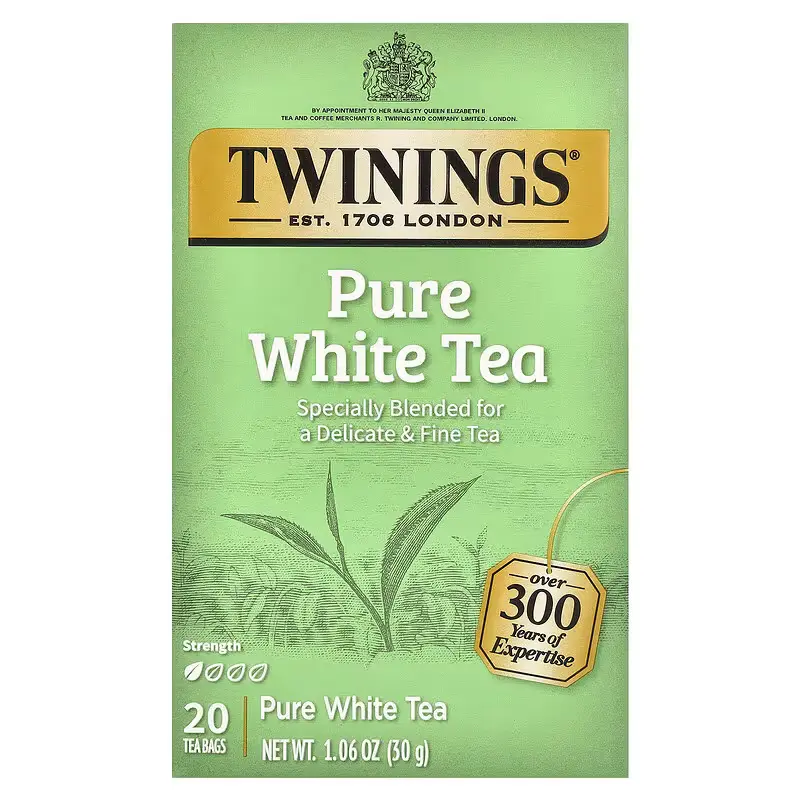 BY APPOINTMENT TO HER MAJESTY QUEEN ELIZABETH II
TEA AND COFFEE MERCHANTS R. TWINING AND COMPANY LIMITED, LONDON.
TWININGS®
EST. 1706 LONDON
Pure
White Tea
Specially Blended for
a Delicate & Fine Tea
over
300
Years of
Expertise
Strength
20
TEA BAGS
Pure White Tea
NET WT. 1.06 OZ (30 g)